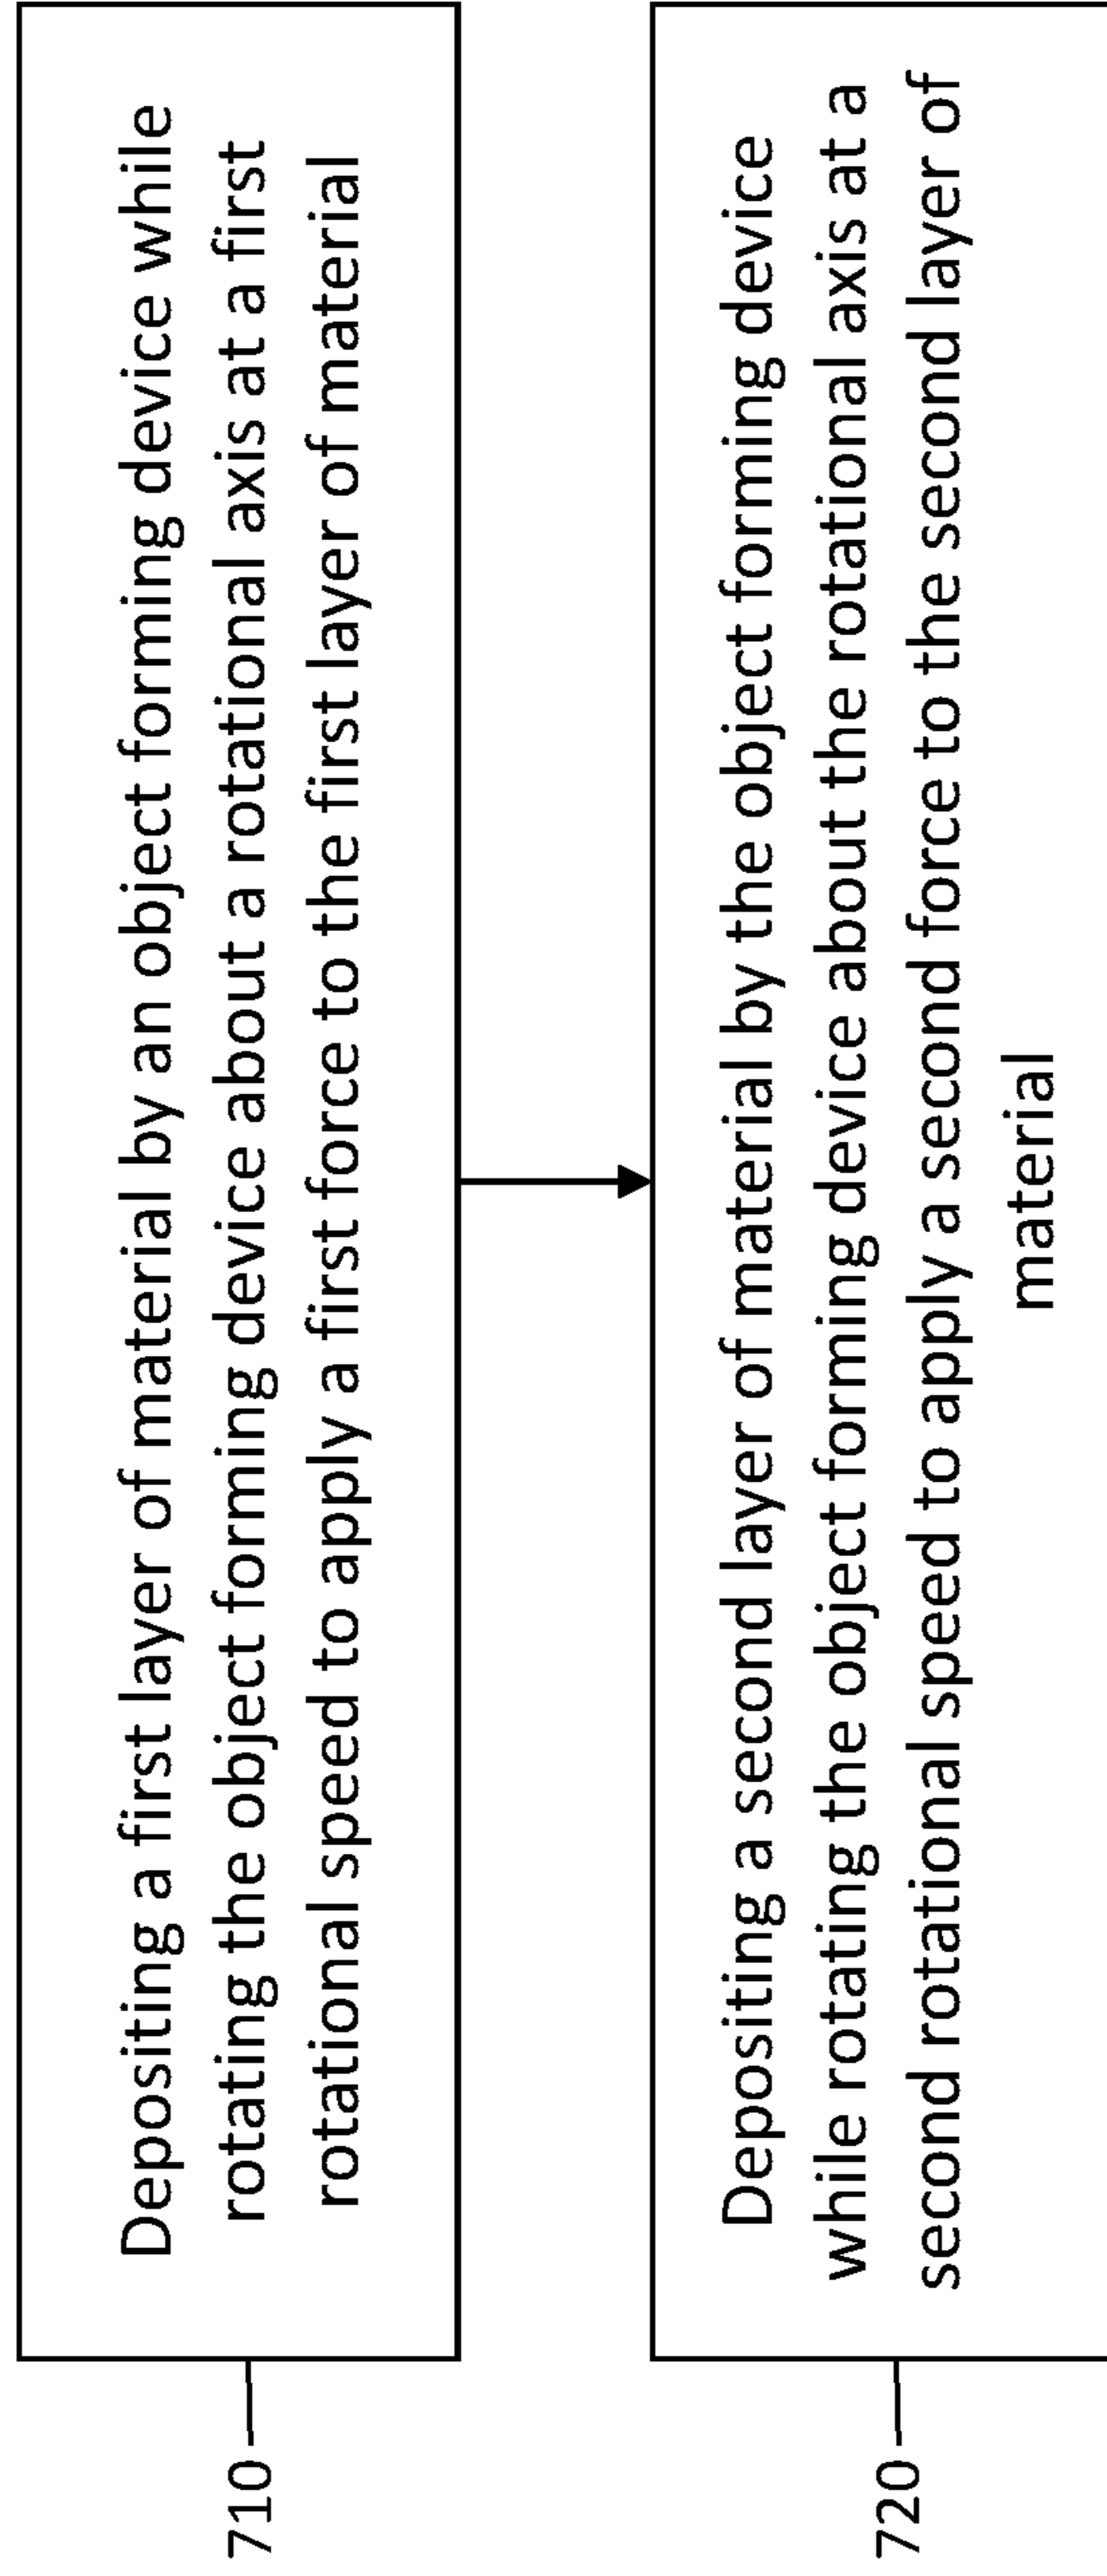 Depositing a first layer of material by an object forming device while
rotating the object forming device about a rotational axis at a first
rotational speed to apply a first force to the first layer of material
710
Depositing a second layer of material by the object forming device
while rotating the object forming device about the rotational axis at a
second rotational speed to apply a second force to the second layer of
material
720